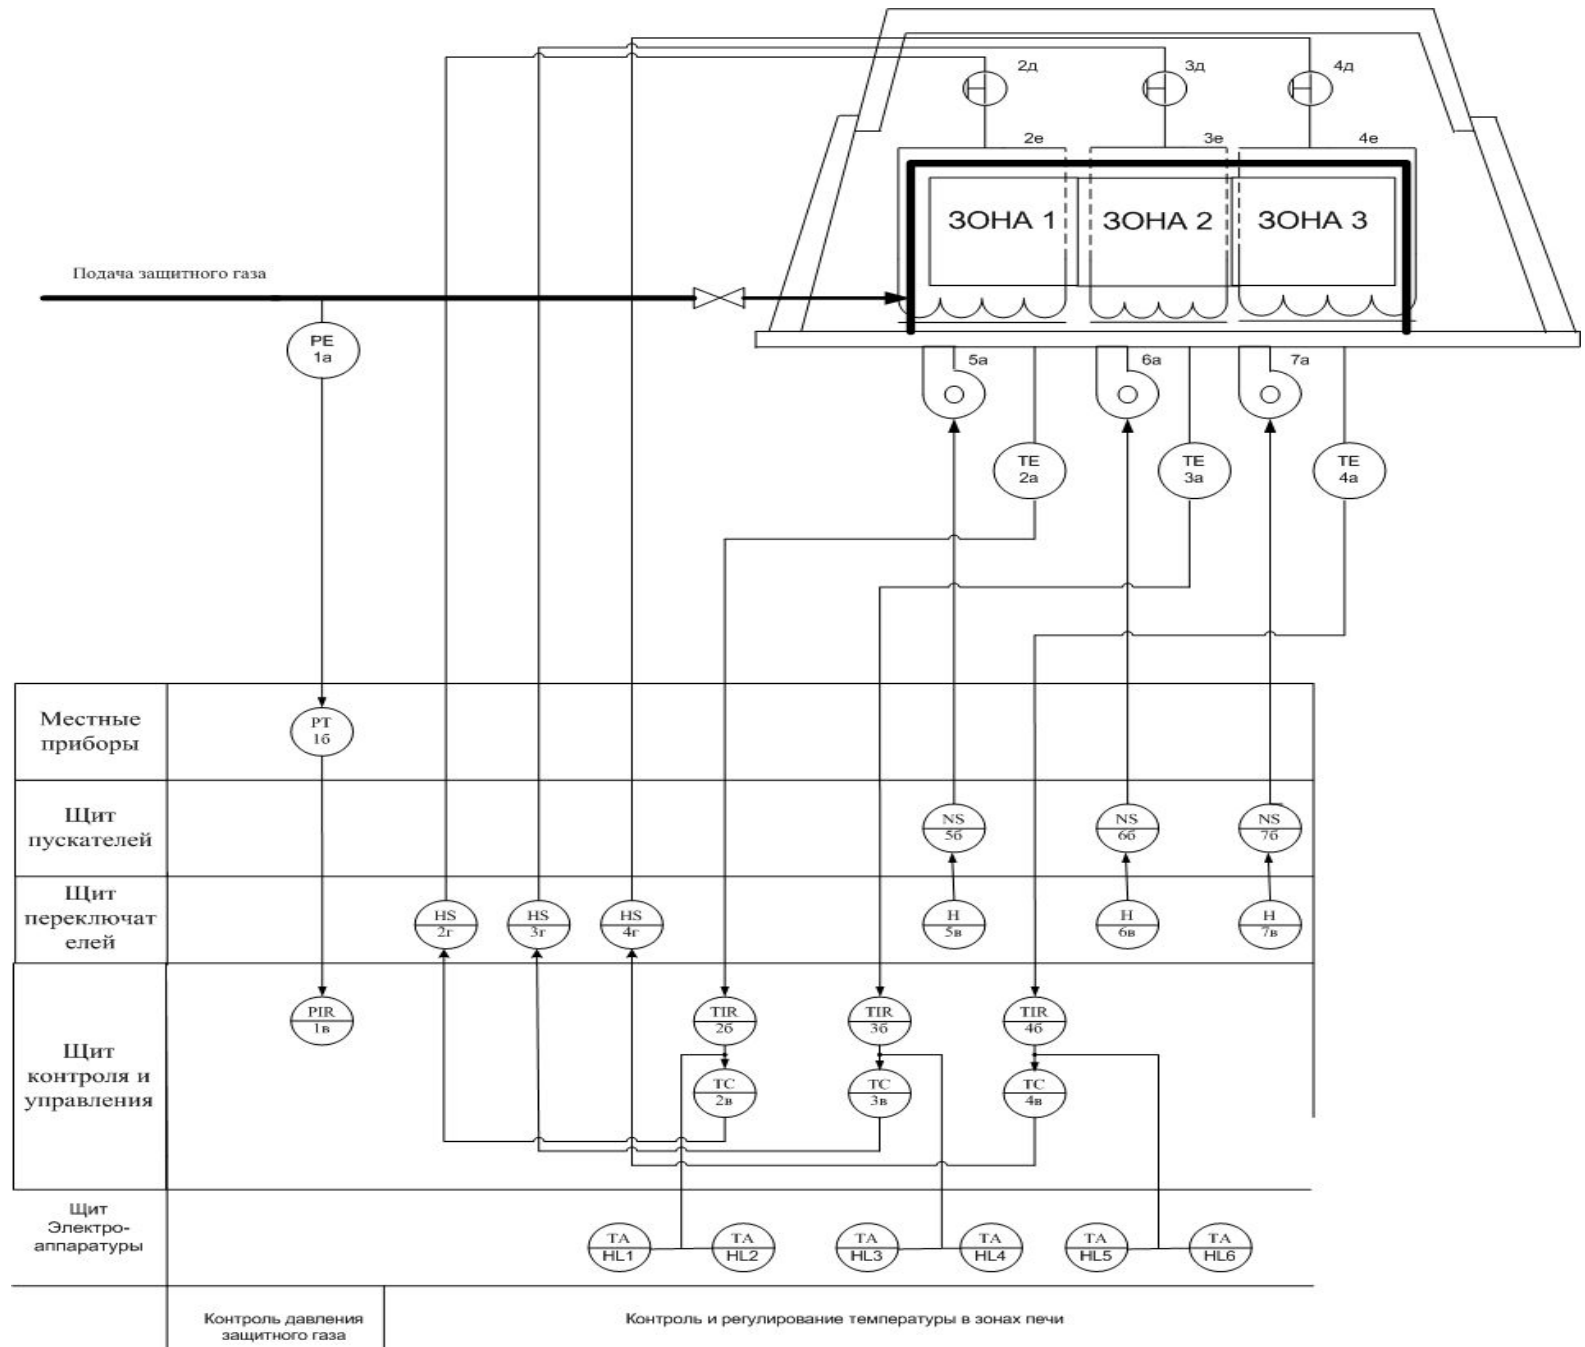 2д
3д
4д
2е
3е
4е
ЗОНА 1
ЗОНА 2
ЗОНА 3
Подача защитного газа
PE
1а
5а
6а
7а
TE
2а
TE
3а
TE
4а
Местные
приборы
PT
1б
Щит
пускателей
NS
5б
NS
6б
NS
7б
Щит
переключат
елей
HS
2г
HS
3г
HS
4г
H
5в
H
6в
H
7в
Щит
контроля и
управления
PIR
1в
TIR
2б
TIR
3б
TIR
4б
TC
2в
TC
3в
TC
4в
Щит
Электро-
аппаратуры
TA
HL1
TA
HL2
TA
HL3
TA
HL4
TA
HL5
TA
HL6
Контроль давления
защитного газа
Контроль и регулирование температуры в зонах печи